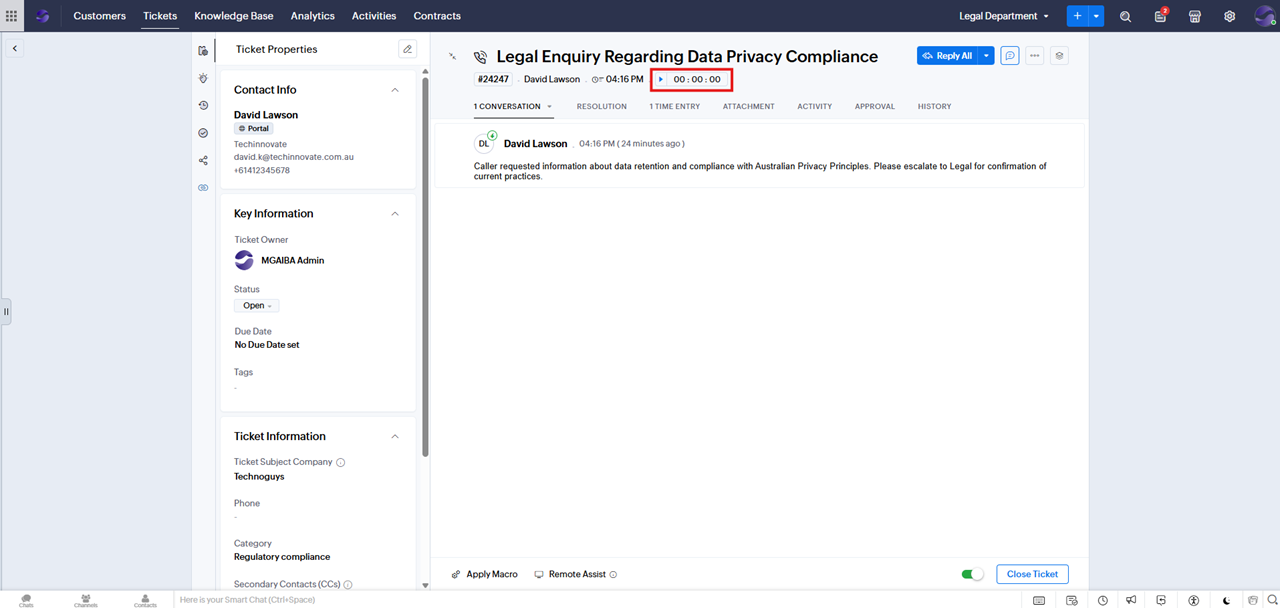 Customers Tickets Knowledge Base Analytics Activities Contracts Legal Department 2
Ticket Properties
Contact Info
David Lawson
Portal
Techinnovate
david.k@techinnovate.com.au
+61412345678
Key Information
Ticket Owner
MGAIBA Admin
Status
Open
Due Date
No Due Date set
Tags
-
Ticket Information
Ticket Subject Company
Technoguys
Phone
-
Category
Regulatory compliance
Secondary Contacts (CCs)
Legal Enquiry Regarding Data Privacy Compliance
Reply All
#24247 . David Lawson . 04:16 PM 00 : 00 : 00
1 CONVERSATION RESOLUTION 1 TIME ENTRY ATTACHMENT ACTIVITY APPROVAL HISTORY
DL David Lawson . 04:16 PM ( 24 minutes ago )
Caller requested information about data retention and compliance with Australian Privacy Principles. Please escalate to Legal for confirmation of
current practices.
Apply Macro Remote Assist Close Ticket
Chats Channels Contacts Here is your Smart Chat (Ctrl+Space)